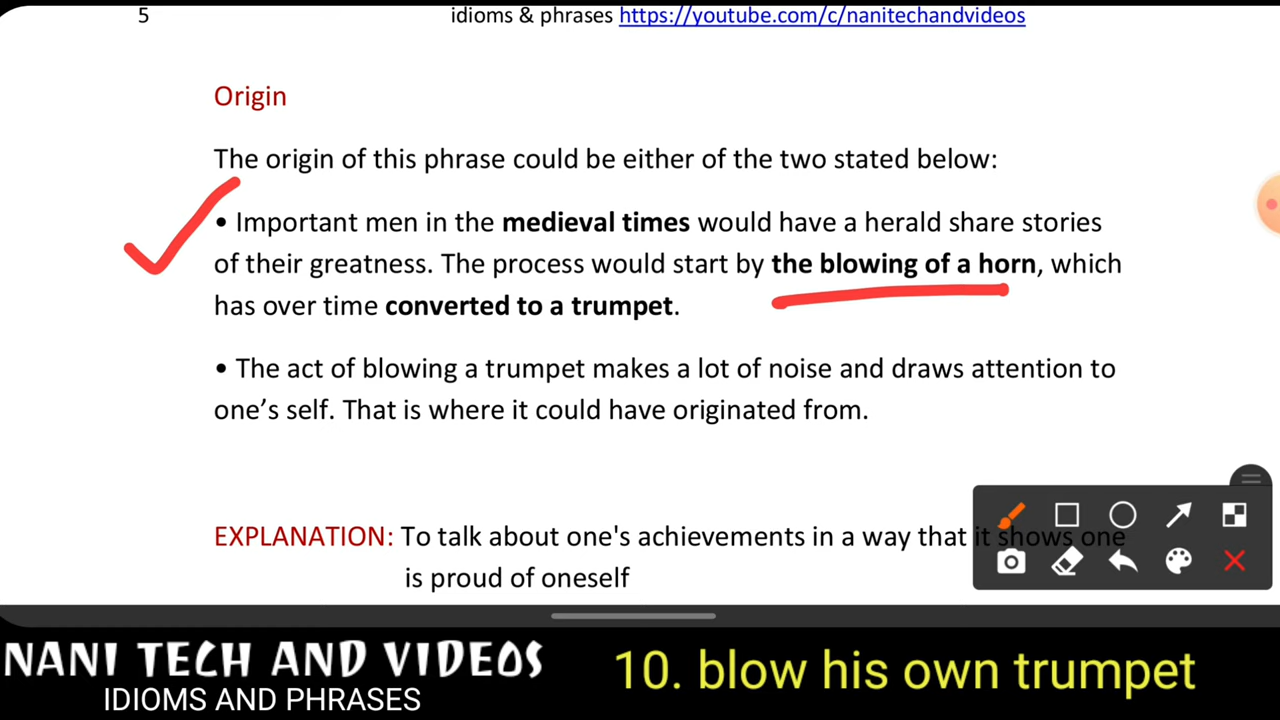 5
idioms & phrases https://youtube.com/c/nanitechandvideos
Origin
The origin of this phrase could be either of the two stated below:
• Important men in the medieval times would have a herald share stories
of their greatness. The process would start by the blowing of a horn, which
has over time converted to a trumpet.
• The act of blowing a trumpet makes a lot of noise and draws attention to
one’s self. That is where it could have originated from.
EXPLANATION: To talk about one's achievements in a way that it shows one
is proud of oneself
NANI TECH AND VIDEOS
IDIOMS AND PHRASES
10. blow his own trumpet